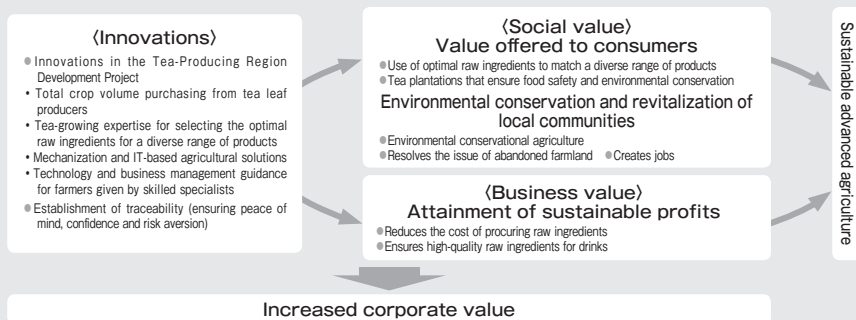 〈Innovations〉
● Innovations in the Tea-Producing Region
Development Project
• Total crop volume purchasing from tea leaf
producers
• Tea-growing expertise for selecting the optimal
raw ingredients for a diverse range of products
• Mechanization and IT-based agricultural solutions
• Technology and business management guidance
for farmers given by skilled specialists
● Establishment of traceability (ensuring peace of
mind, confidence and risk aversion)
〈Social value〉
Value offered to consumers
●Use of optimal raw ingredients to match a diverse range of products
●Tea plantations that ensure food safety and environmental conservation
Environmental conservation and revitalization of
local communities
●Environmental conservational agriculture
●Resolves the issue of abandoned farmland ●Creates jobs
〈Business value〉
Attainment of sustainable profits
●Reduces the cost of procuring raw ingredients
●Ensures high-quality raw ingredients for drinks
Sustainable advanced agriculture
Increased corporate value